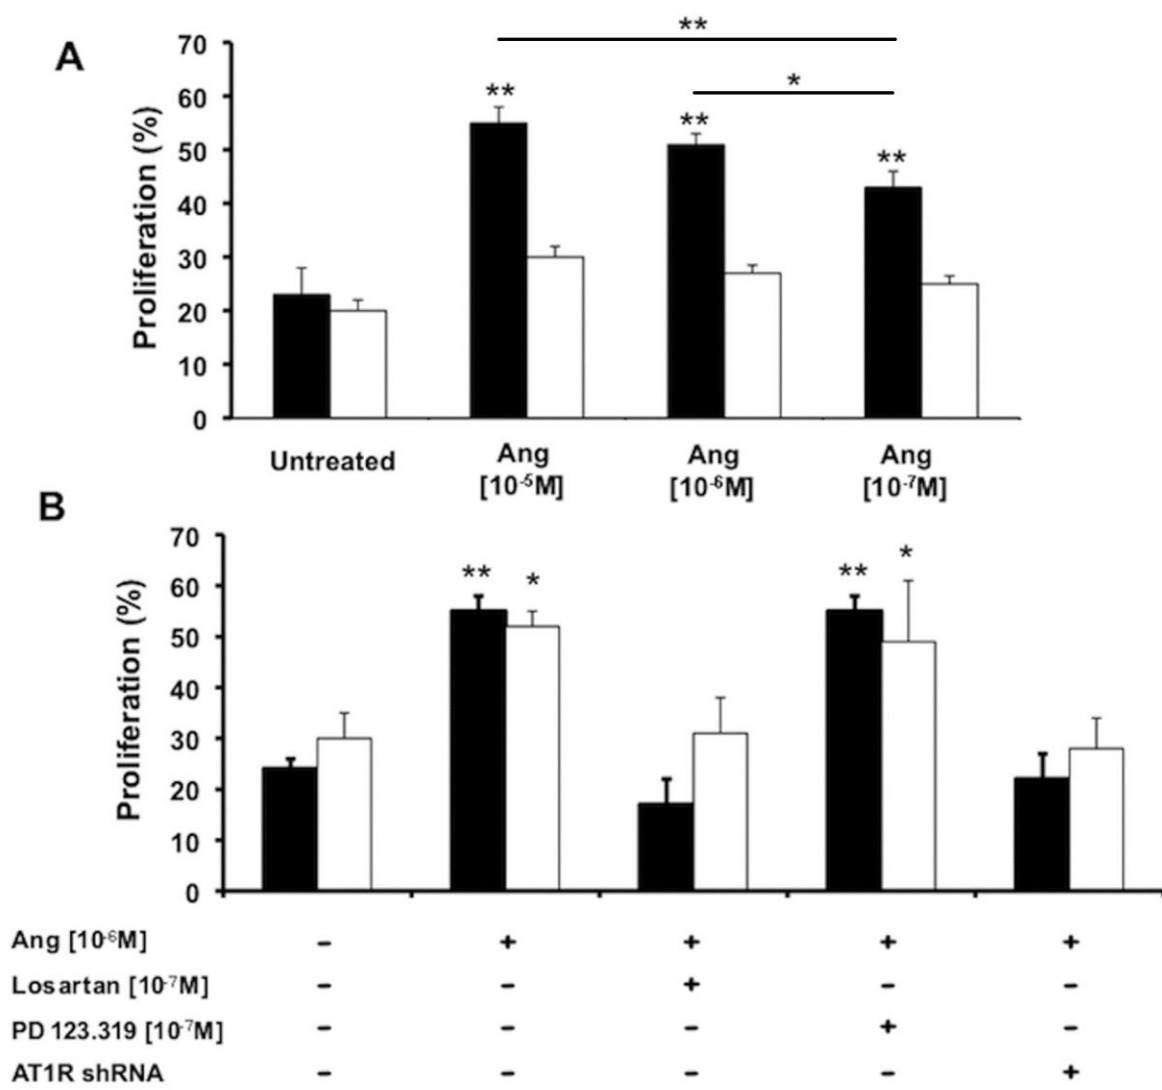 A
**
70
*
60
**
**
**
50
40
30
20
10
0
Proliferation (%)
Untreated
Ang
[10-5M]
Ang
[10-6M]
Ang
[10-7M]
B
70
60
**
*
**
*
50
40
30
20
10
0
Proliferation (%)
Ang [10-6M] - + + + +
Losartan [10-7M] - - + - -
PD 123.319 [10-7M] - - - + -
AT1R shRNA - - - - +